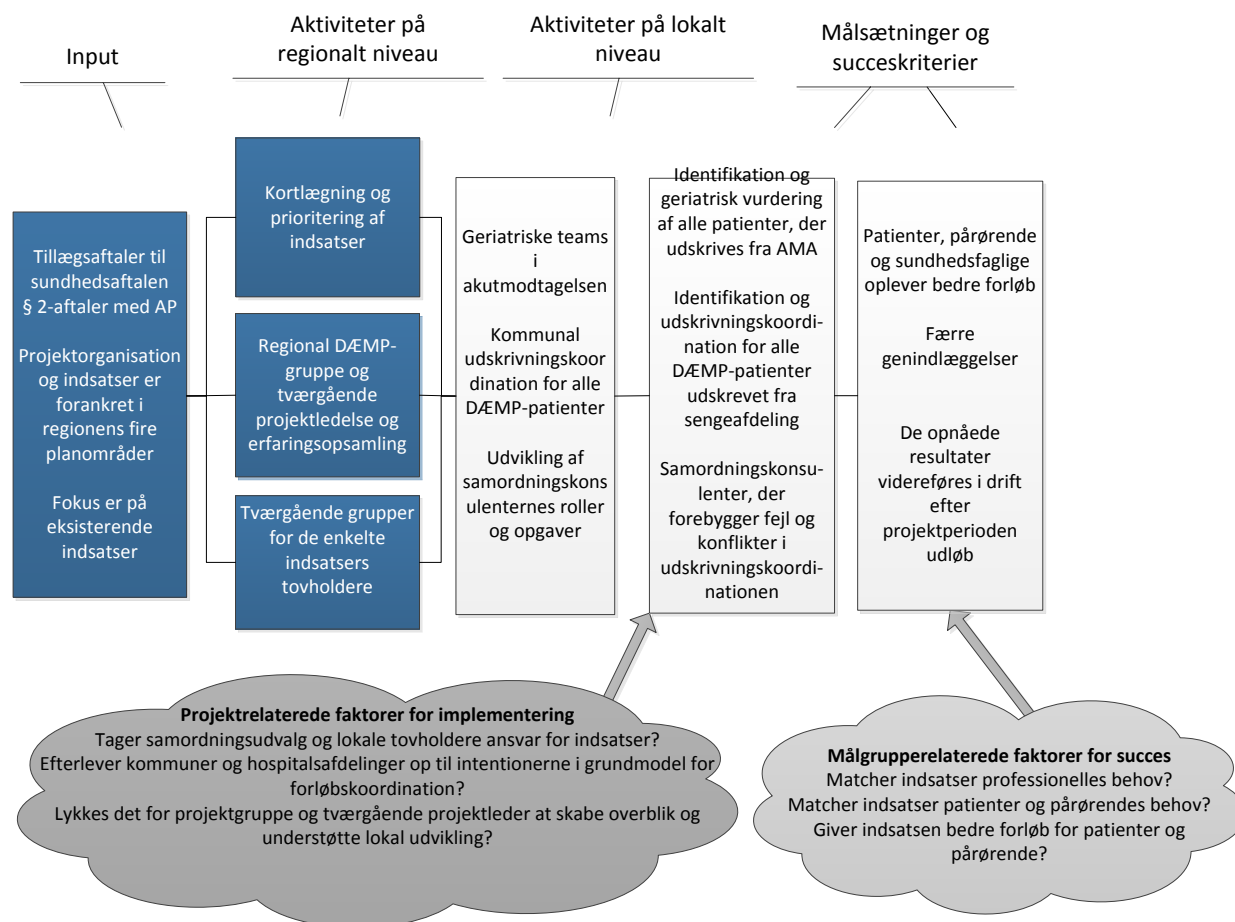 Input
Aktiviteter på
regionalt niveau
Aktiviteter på lokalt
niveau
Målsætninger og
succeskriterier
Tillægsaftaler til
sundhedsaftalen
§ 2-aftaler med AP
Projektorganisation
og indsatser er
forankret i
regionens fire
planområder
Fokus er på
eksisterende
indsatser
Kortlægning og
prioritering af
indsatser
Regional DÆMP-
gruppe og
tværgående
projektledelse og
erfaringsopsamling
Tværgående grupper
for de enkelte
indsatsers
tovholdere
Geriatriske teams
i
akutmodtagelsen
Kommunal
udskrivningskoor
dination for alle
DÆMP-patienter
Udvikling af
samordningskons
ulenternes roller
og opgaver
Identifikation og
geriatrisk vurdering
af alle patienter, der
udskrives fra AMA
Identifikation og
udskrivningskoordi-
nation for alle
DÆMP-patienter
udskrevet fra
sengeafdeling
Samordningskonsu-
lenter, der
forebygger fejl og
konflikter i
udskrivningskoordi-
nationen
Patienter, pårørende
og sundhedsfaglige
oplever bedre forløb
Færre
genindlæggelser
De opnåede
resultater
videreføres i drift
efter
projektperioden
udløb
Projektrelaterede faktorer for implementering
Tager samordningsudvalg og lokale tovholdere ansvar for indsatser?
Efterlever kommuner og hospitalsafdelinger op til intentionerne i grundmodel for
forløbskoordination?
Lykkes det for projektgruppe og tværgående projektleder at skabe overblik og
understøtte lokal udvikling?
Målgrupperelaterede faktorer for succes
Matcher indsatser professionelles behov?
Matcher indsatser patienter og pårørendes behov?
Giver indsatsen bedre forløb for patienter og
pårørende?